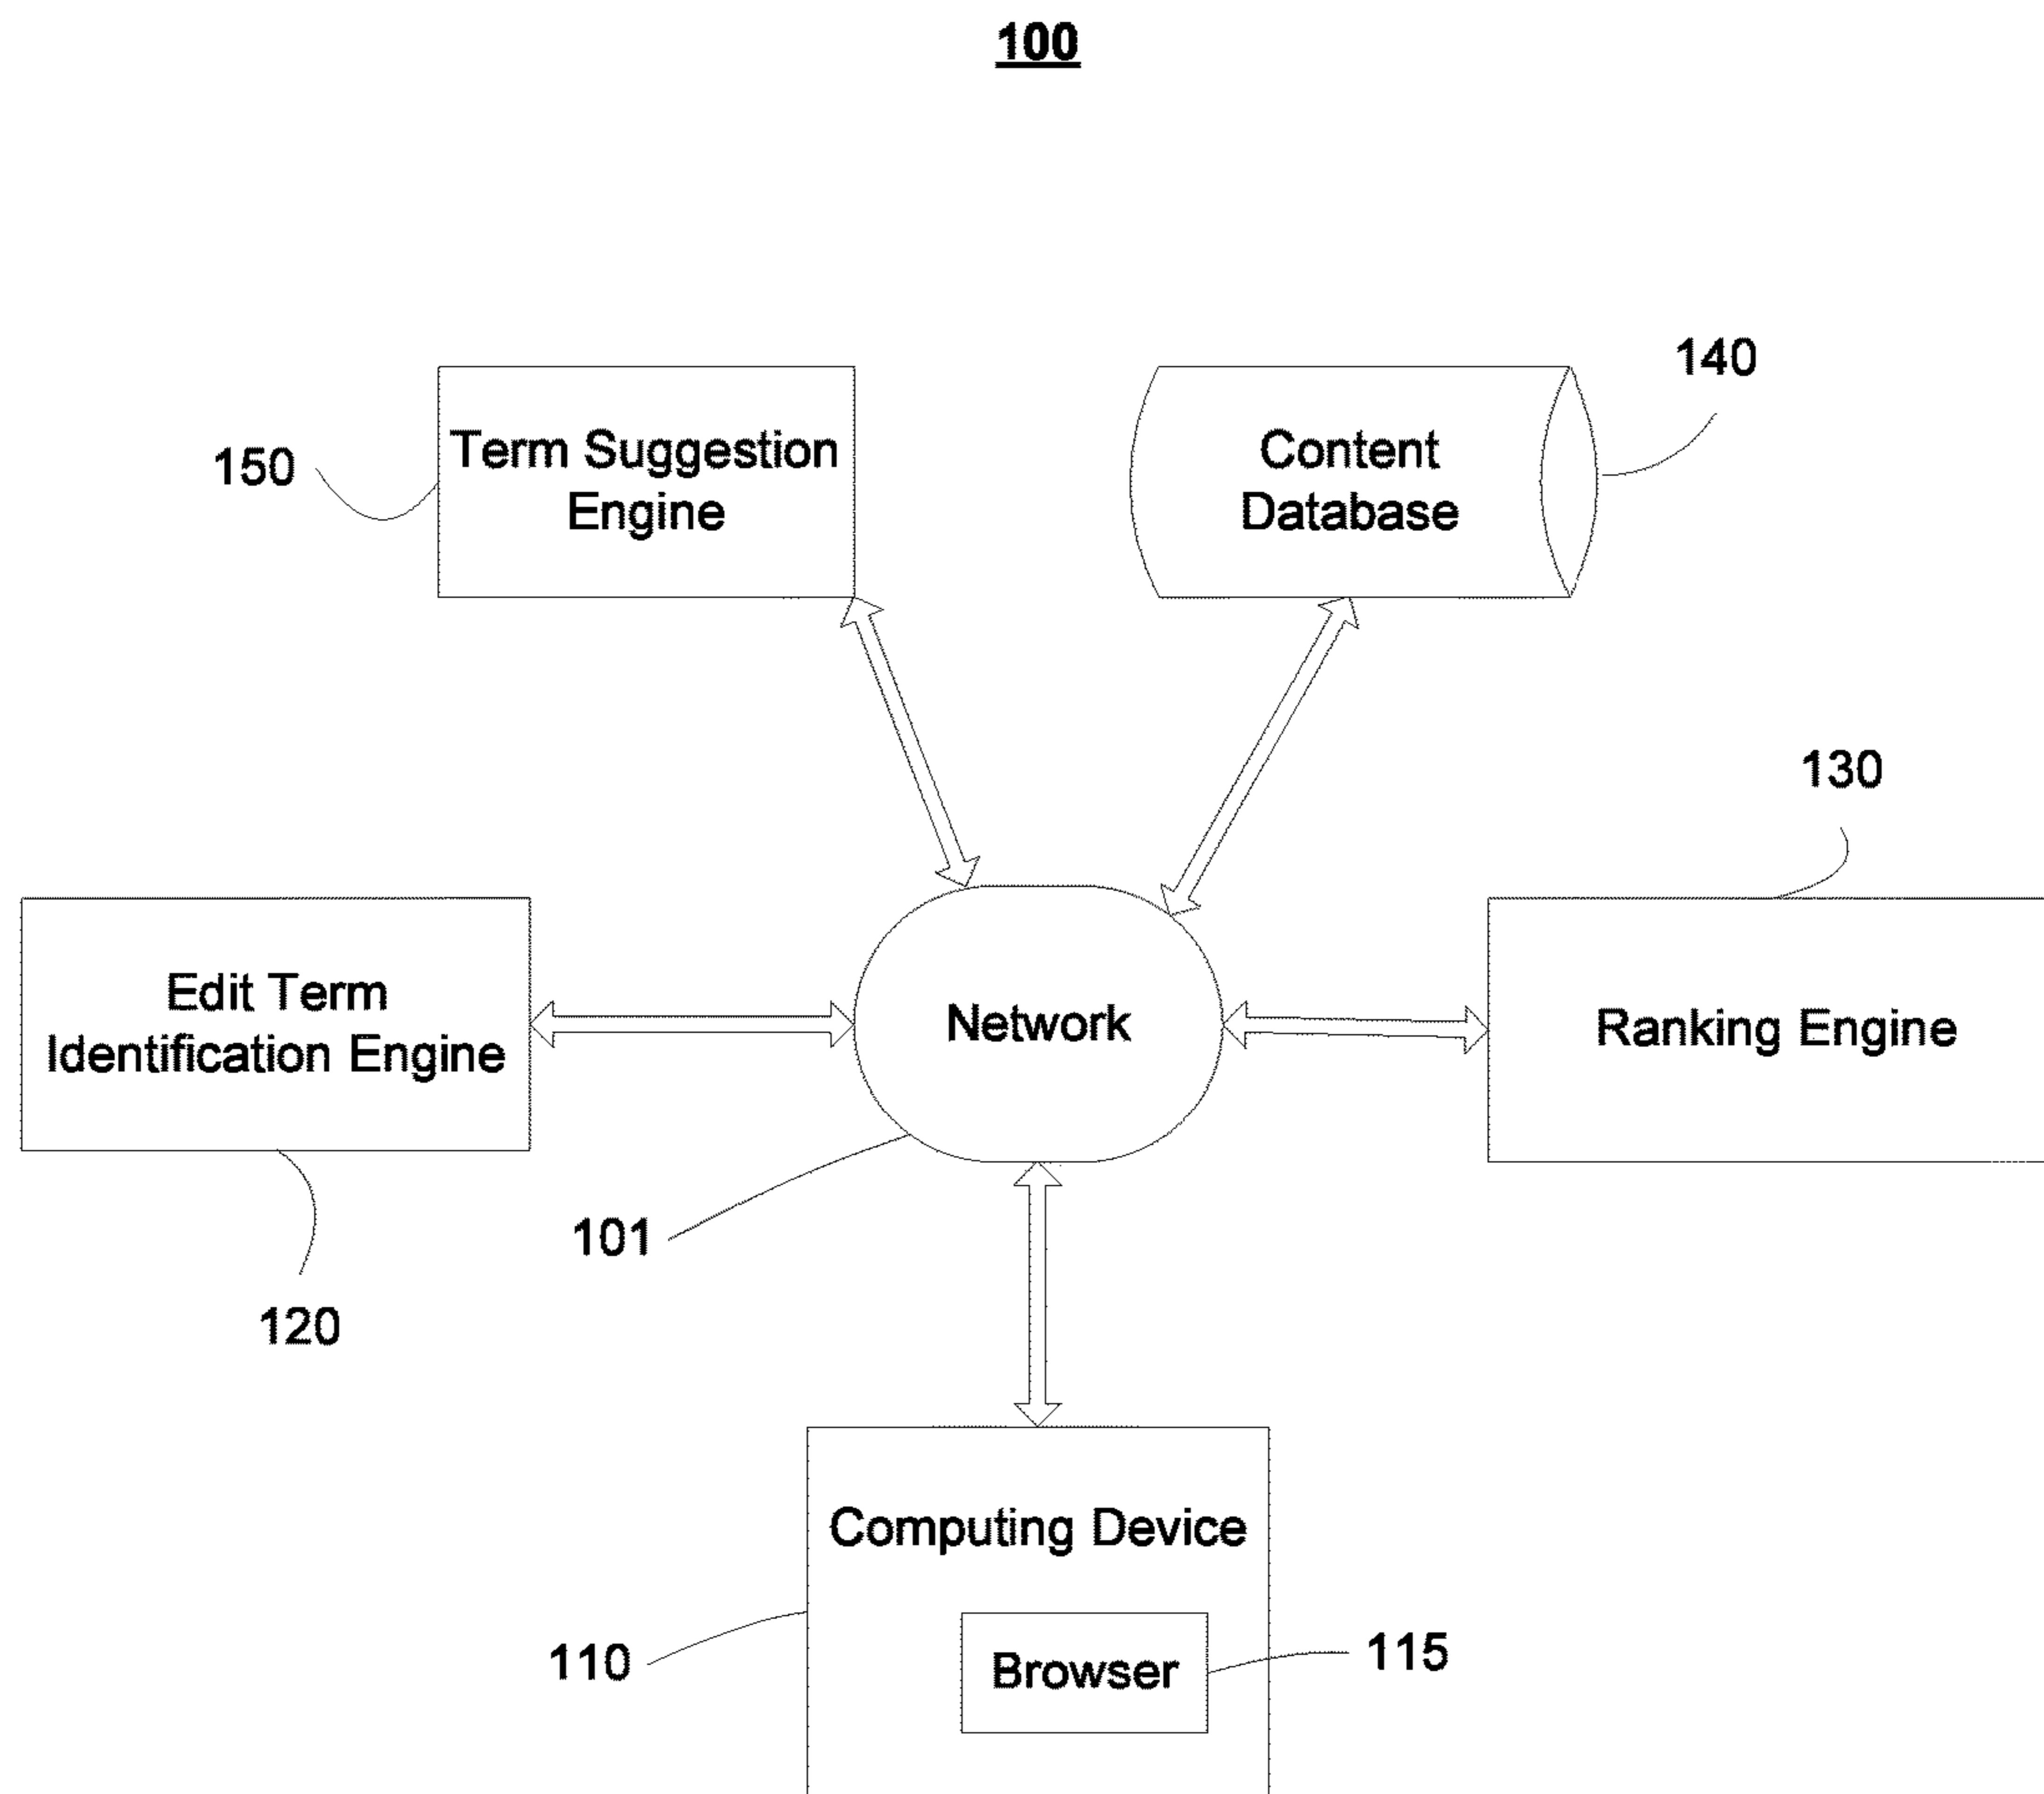 100
140
150
Term Suggestion
Engine
Content
Database
130
Edit Term
Identification Engine
Network
Ranking Engine
101
120
Computing Device
110
Browser
115